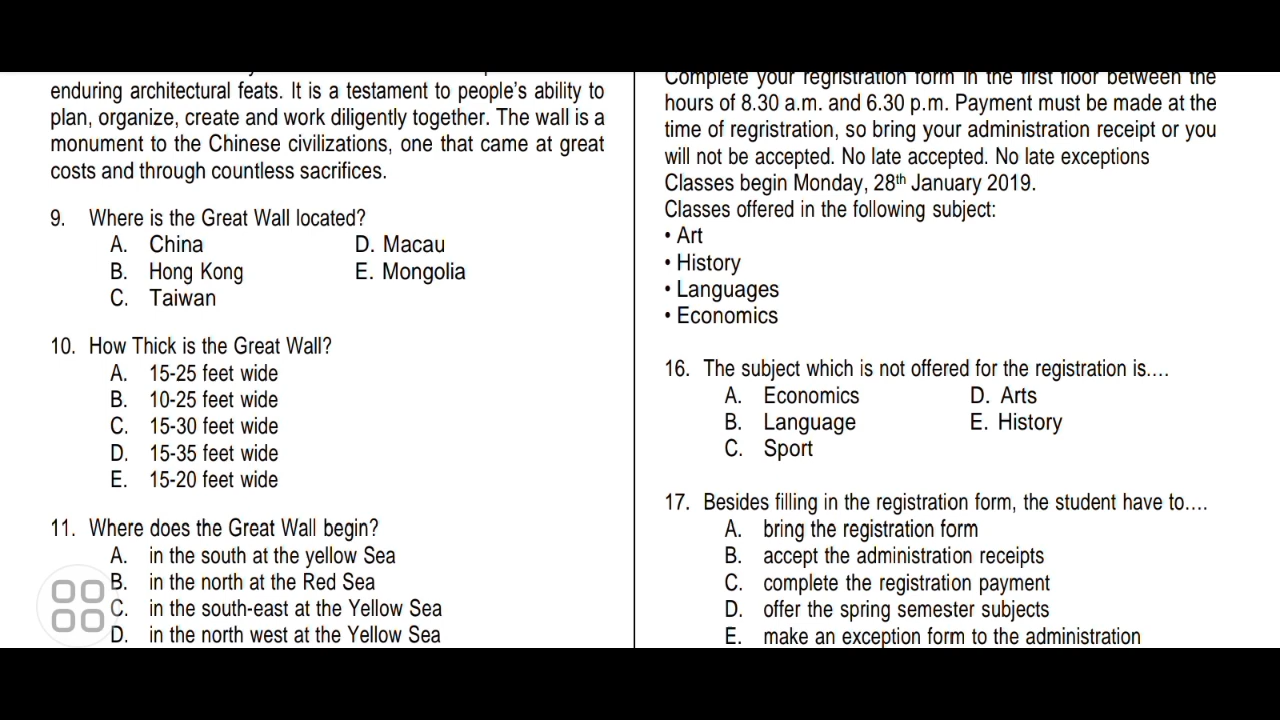 enduring architectural feats. It is a testament to people's ability to
plan, organize, create and work diligently together. The wall is a
monument to the Chinese civilizations, one that came at great
costs and through countless sacrifices.
9. Where is the Great Wall located?
A. China
B. Hong Kong
C. Taiwan
D. Macau
E. Mongolia
10. How Thick is the Great Wall?
A. 15-25 feet wide
B. 10-25 feet wide
C. 15-30 feet wide
D. 15-35 feet wide
E. 15-20 feet wide
11. Where does the Great Wall begin?
A. in the south at the yellow Sea
B. in the north at the Red Sea
C. in the south-east at the Yellow Sea
D. in the north west at the Yellow Sea
Complete your regristration form in the first floor between the
hours of 8.30 a.m. and 6.30 p.m. Payment must be made at the
time of regristration, so bring your administration receipt or you
will not be accepted. No late accepted. No late exceptions
Classes begin Monday, 28th January 2019.
Classes offered in the following subject:
• Art
• History
• Languages
• Economics
16. The subject which is not offered for the registration is....
A. Economics
B. Language
C. Sport
D. Arts
E. History
17. Besides filling in the registration form, the student have to....
A. bring the registration form
B. accept the administration receipts
C. complete the registration payment
D. offer the spring semester subjects
E. make an exception form to the administration